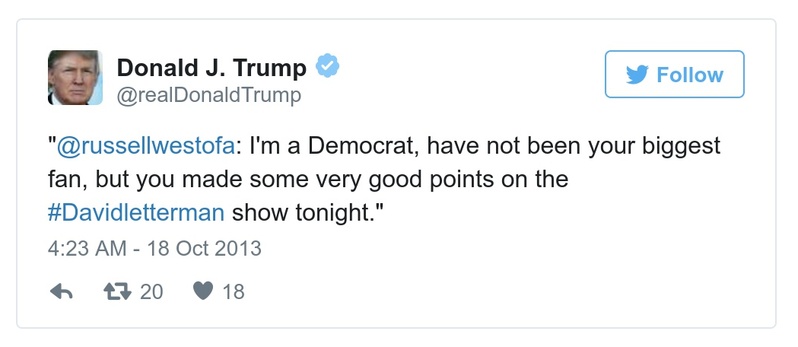 Donald J. Trump
@realDonaldTrump
Follow
"@russellwestofa: I'm a Democrat, have not been your biggest
fan, but you made some very good points on the
#Davidletterman show tonight."
4:23 AM - 18 Oct 2013
20 18